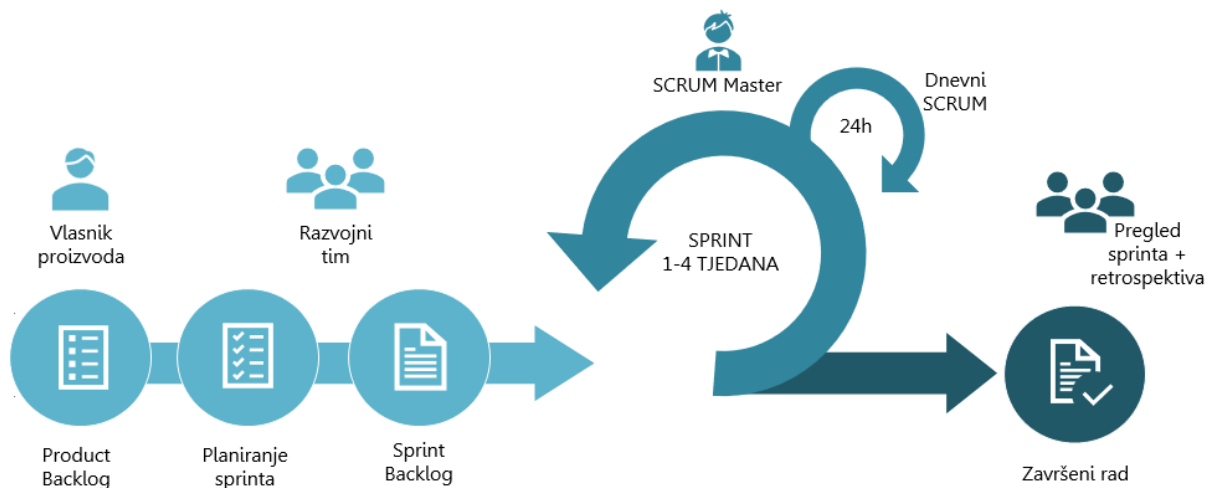 SCRUM Master
Dnevni
SCRUM
24h
Vlasnik
proizvoda
Razvojni
tim
SPRINT
1-4 TJEDANA
Pregled
sprinta +
retrospektiva
Product
Backlog
Planiranje
sprinta
Sprint
Backlog
Završeni rad